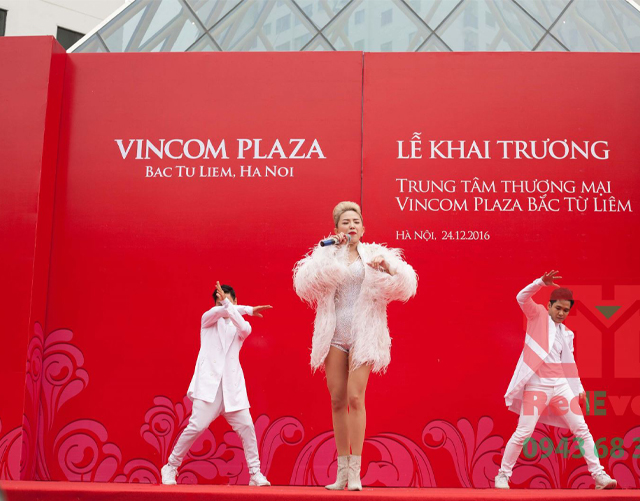 VINCOM PLAZA
BAC TU LIEM, HA NOI
LỄ KHAI TRƯƠNG
TRUNG TÂM THƯƠNG MẠI
VINCOM PLAZA BẮC TỪ LIÊM
HÀ NỘI, 24.12.2016
0943 68